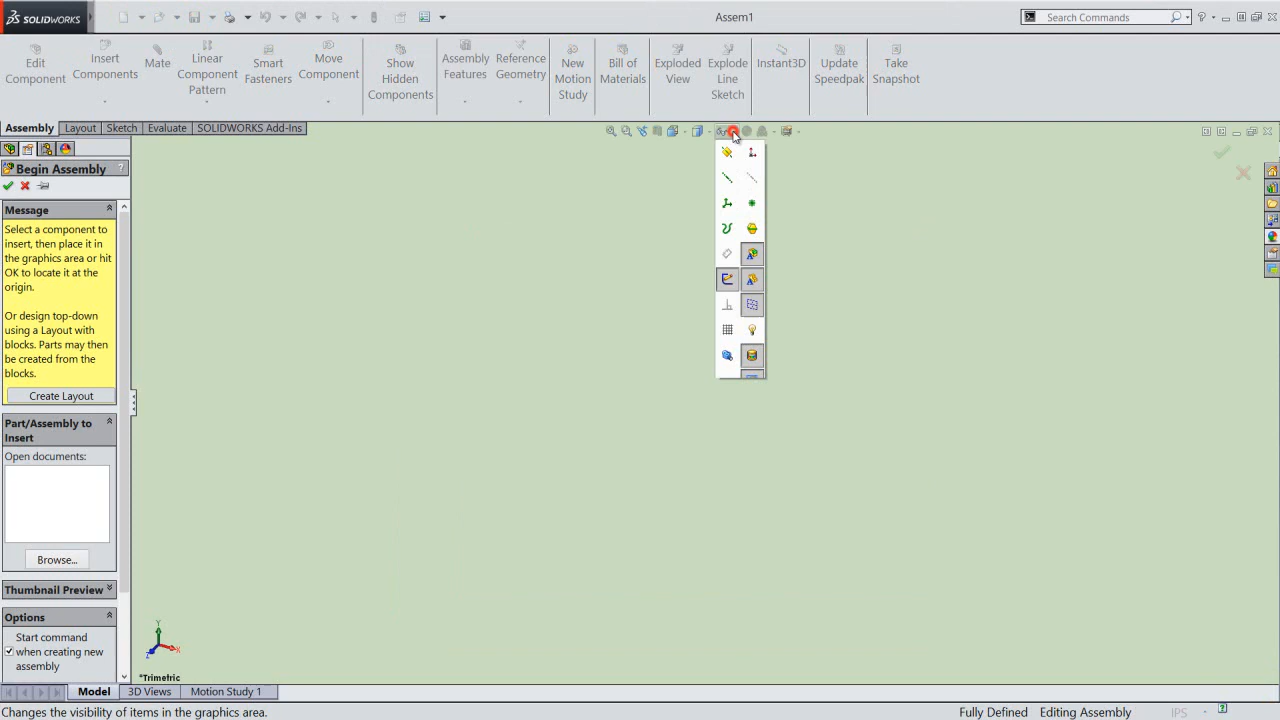 SOLIDWORKS
Assem1
Search Commands
Edit
Component
Insert
Components
Mate
Linear
Component
Pattern
Smart
Fasteners
Move
Component
Show
Hidden
Components
Assembly
Features
Reference
Geometry
New
Motion
Study
Bill of
Materials
Exploded
View
Explode
Line
Sketch
Instant3D
Update
Speedpak
Take
Snapshot
Assembly
Layout
Sketch
Evaluate
SOLIDWORKS Add-Ins
Begin Assembly
?
Message
Select a component to
insert, then place it in
the graphics area or hit
OK to locate it at the
origin.
Or design top-down
using a Layout with
blocks. Parts may then
be created from the
blocks.
Create Layout
Part/Assembly to
Insert
Open documents:
Browse...
Thumbnail Preview
Options
Start command
when creating new
assembly
Y
X
Z
*Trimetric
Model
3D Views
Motion Study 1
Changes the visibility of items in the graphics area.
Fully Defined
Editing Assembly
IPS